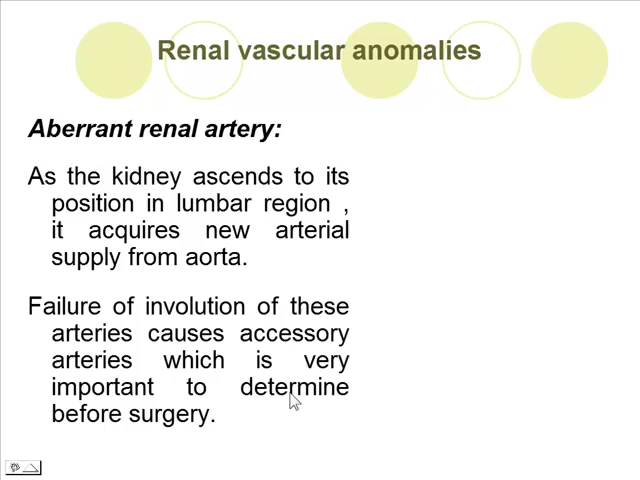 Renal vascular anomalies
Aberrant renal artery:
As the kidney ascends to its
position in lumbar region ,
it acquires new arterial
supply from aorta.
Failure of involution of these
arteries causes accessory
arteries which is very
important to determine
before surgery.